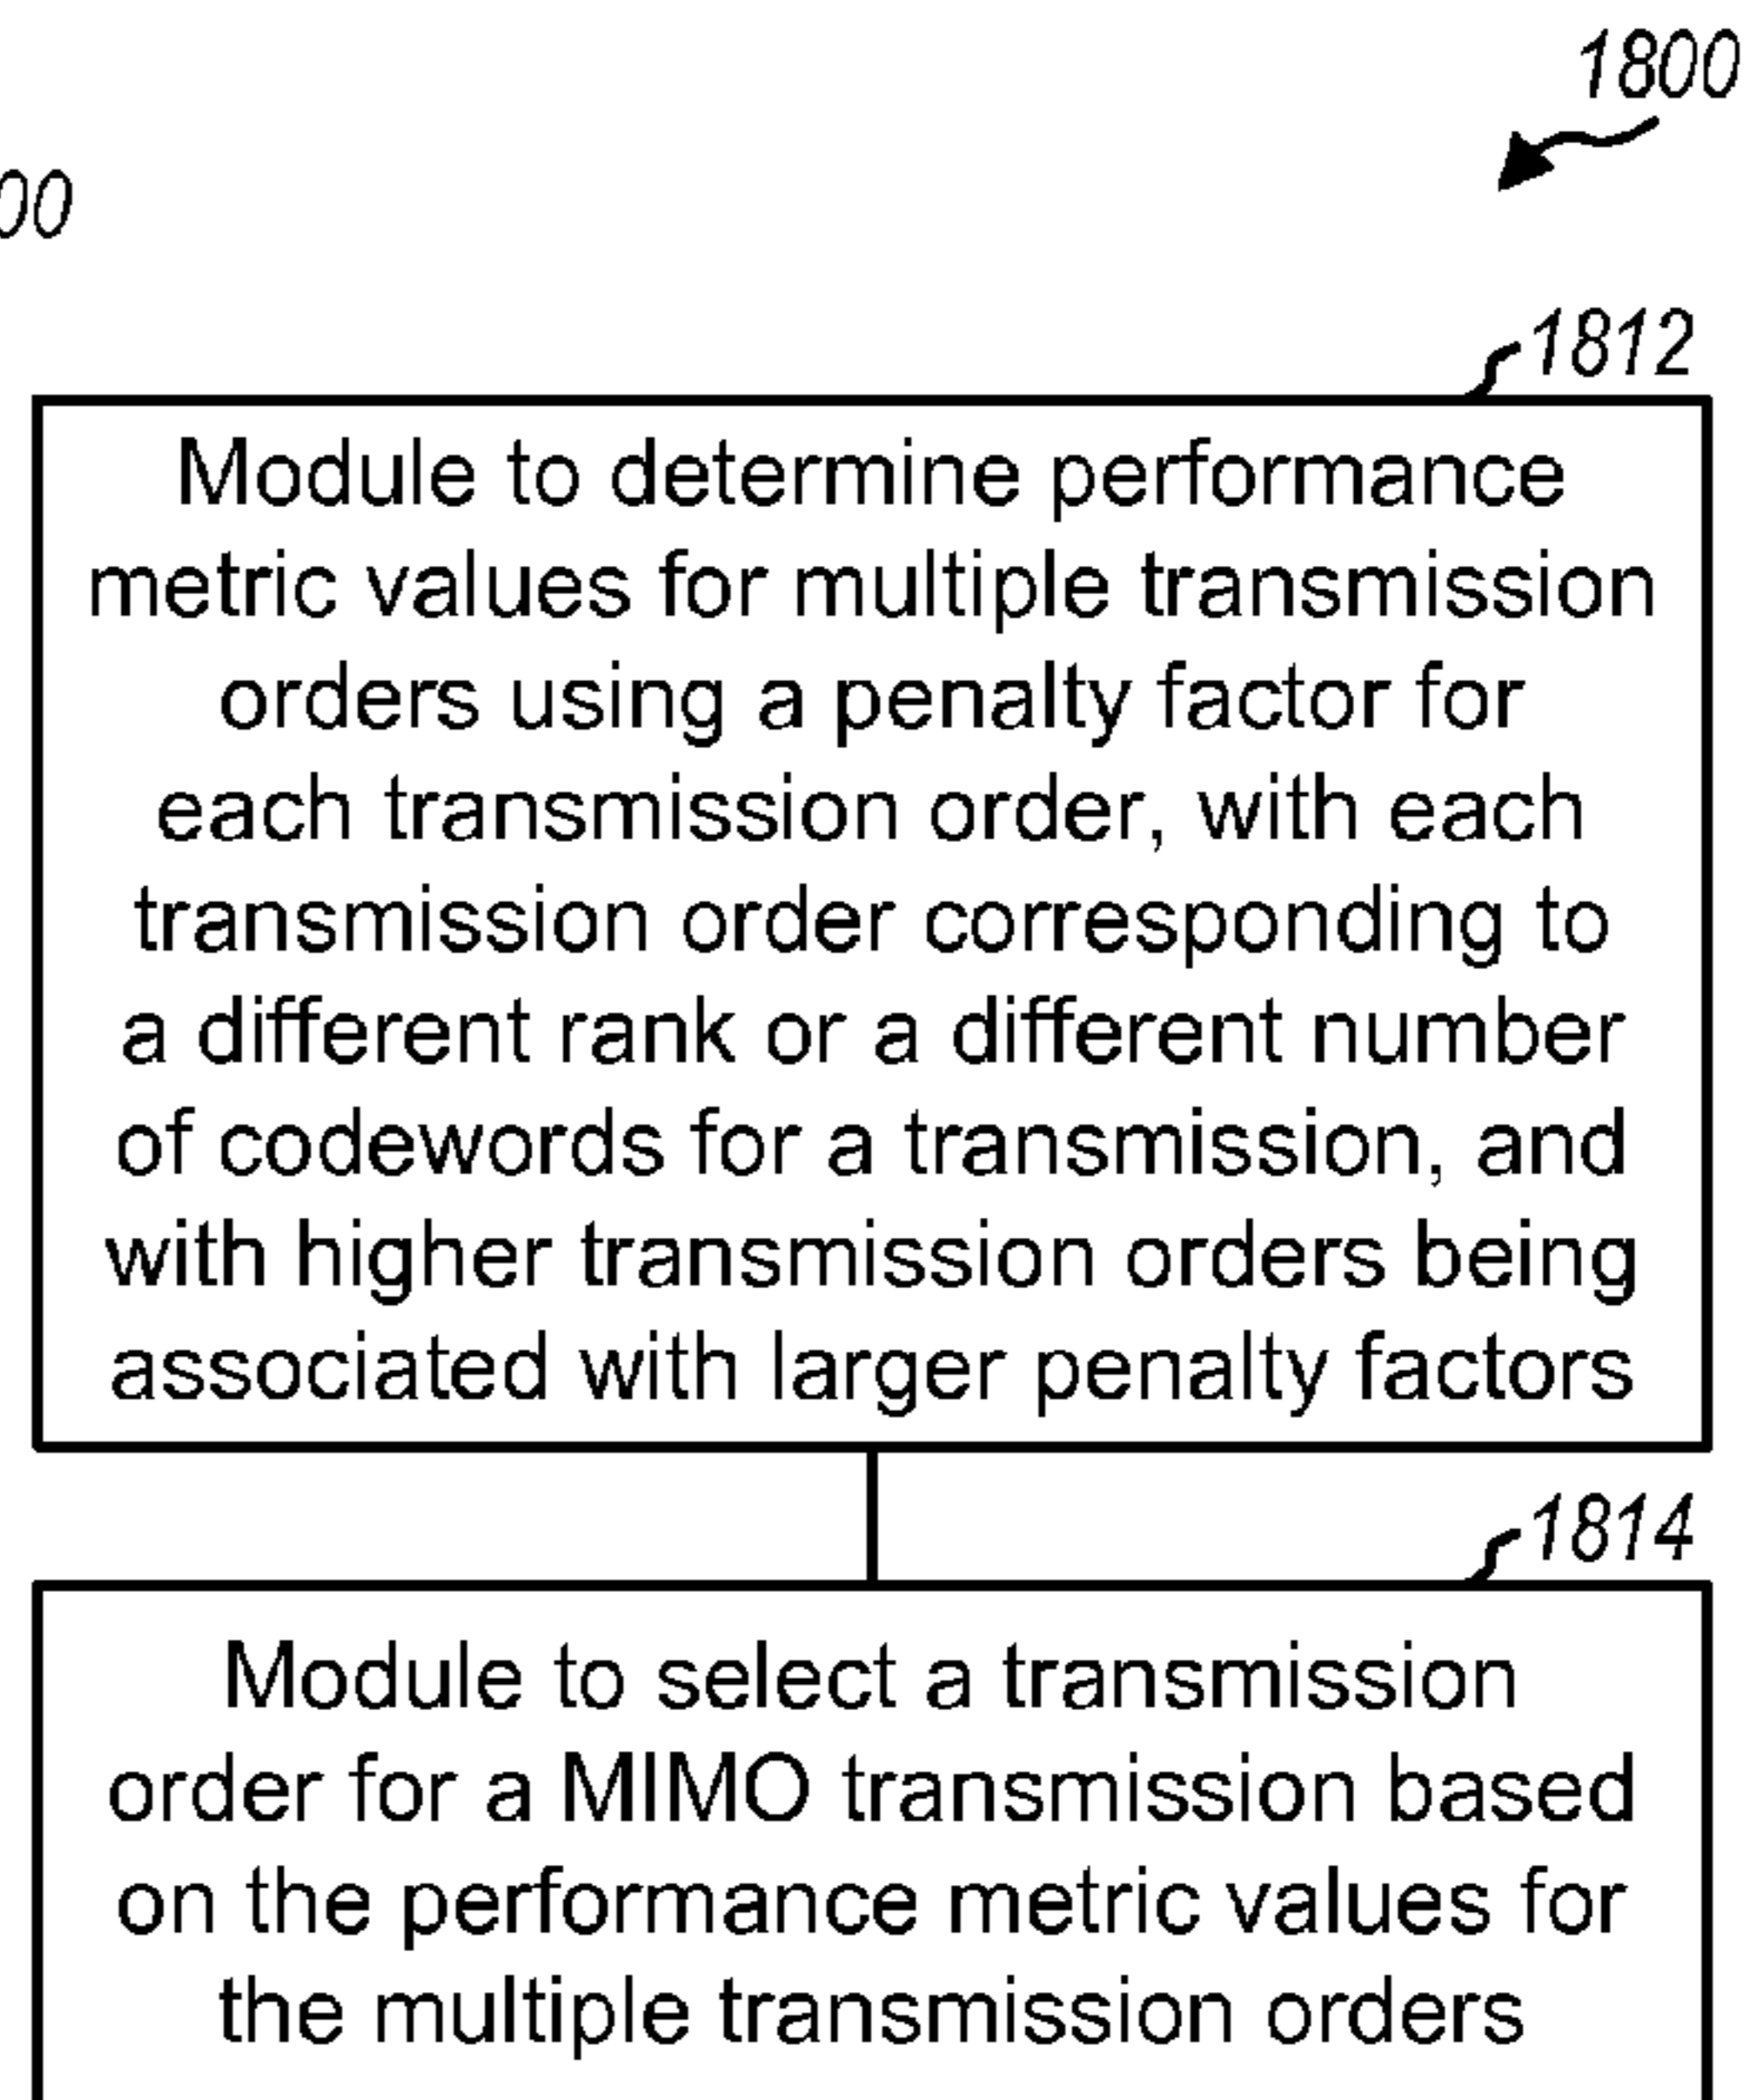 1800
00
1812
Module to determine performance
metric values for multiple transmission
orders using a penalty factor for
each transmission order, with each
transmission order corresponding to
a different rank or a different number
of codewords for a transmission, and
with higher transmission orders being
associated with larger penalty factors
1814
Module to select a transmission
order for a MIMO transmission based
on the performance metric values for
the multiple transmission orders